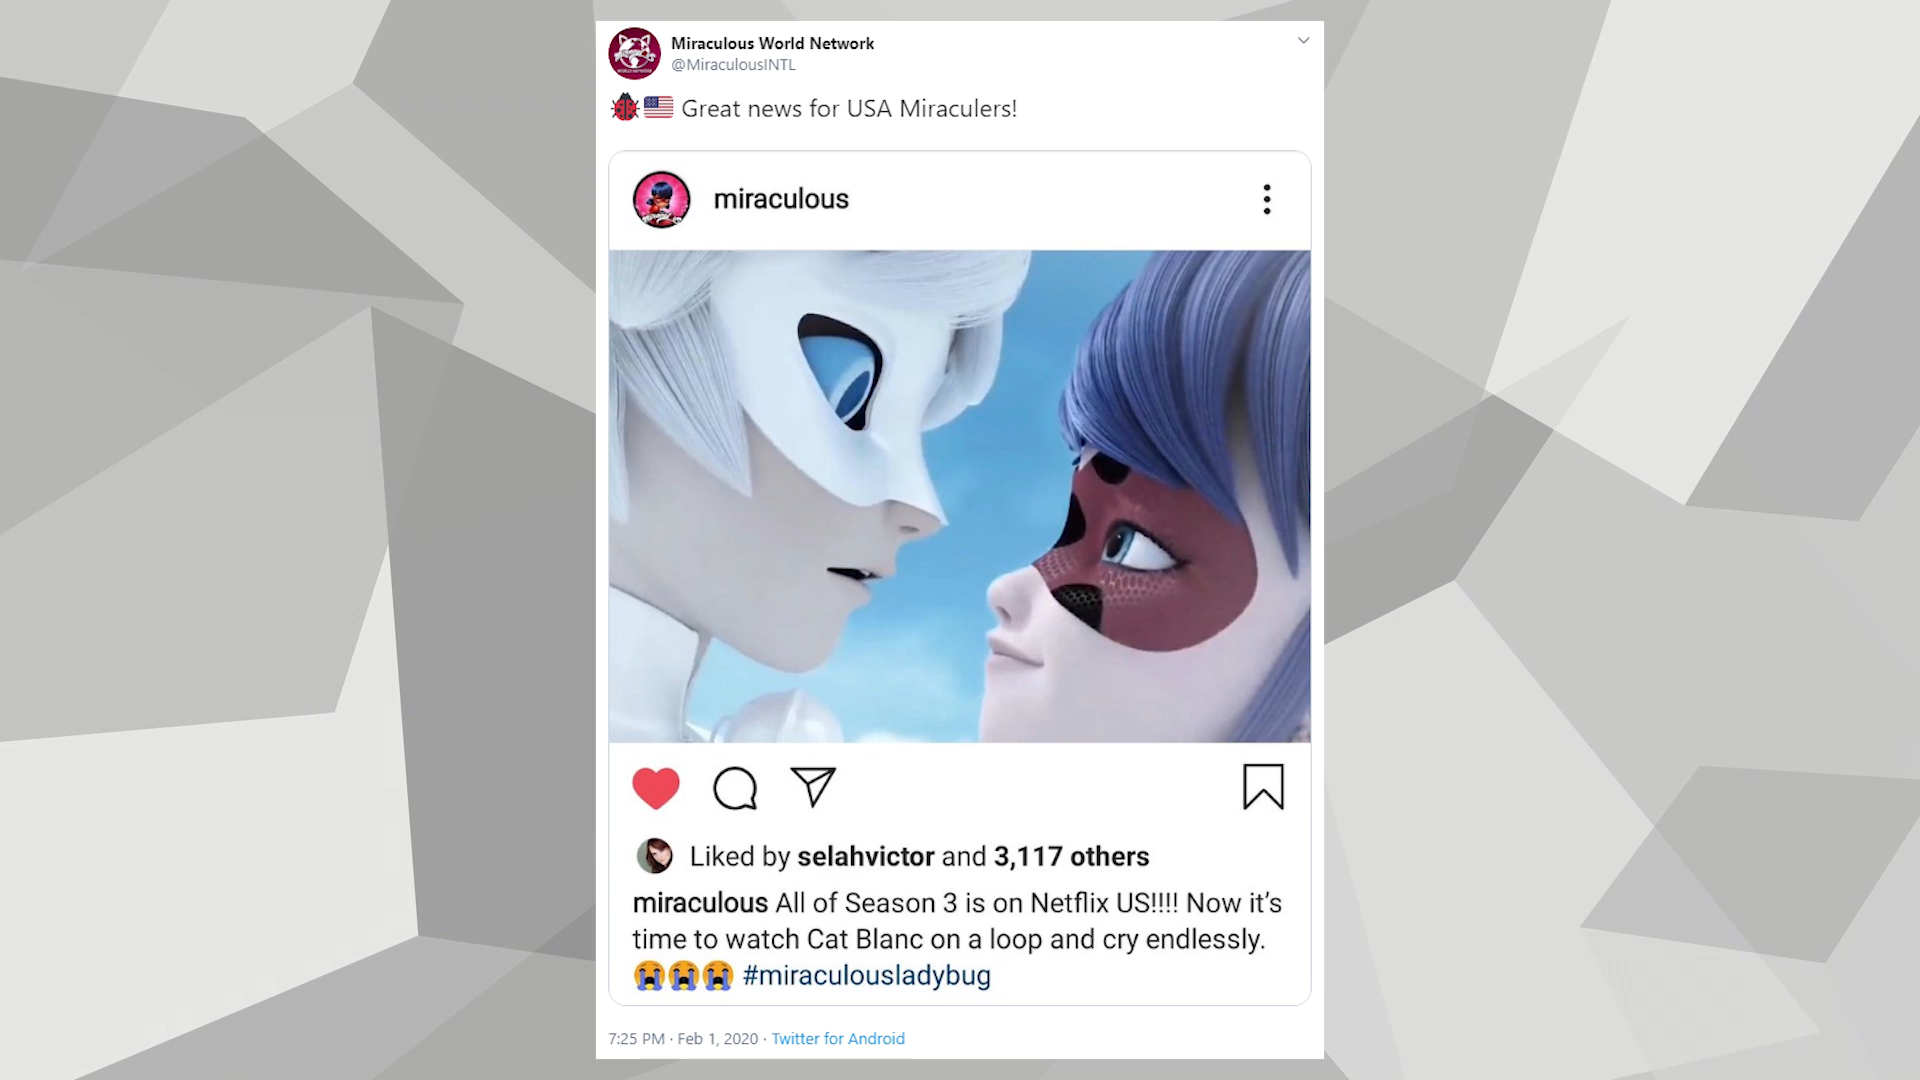 Miraculous World Network
@MiraculousINTL
🐞🇺🇸 Great news for USA Miraculers!
miraculous
Liked by selahvictor and 3,117 others
miraculous All of Season 3 is on Netflix US!!!! Now it's
time to watch Cat Blanc on a loop and cry endlessly.
😭😭😭 #miraculousladybug
7:25 PM · Feb 1, 2020 · Twitter for Android